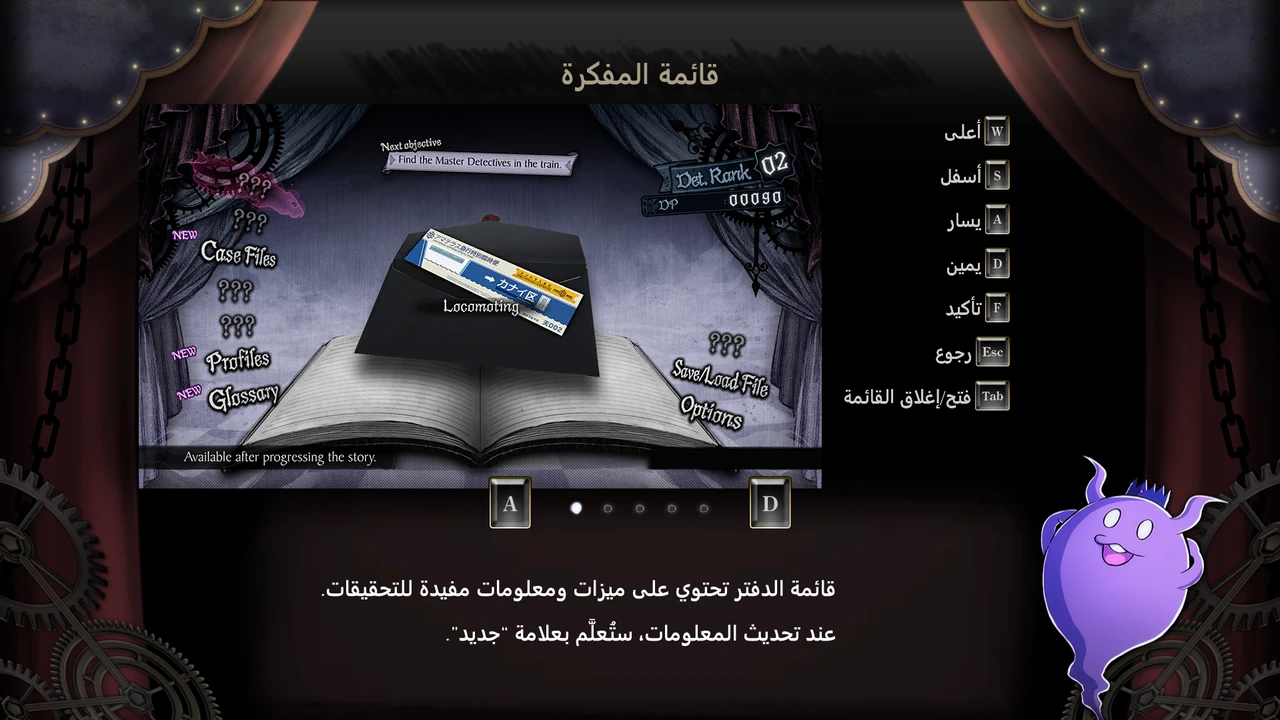 قائمة المفكرة
Next objective
Find the Master Detectives in the train.
Det. Rank 02
DP : 00090
???
???
NEW
Case Files
???
???
NEW
Profiles
NEW
Glossary
→ カナイ区
Locomoting
???
Save/Load File
Options
Available after progressing the story.
W أعلى
S أسفل
A يسار
D يمين
F تأكيد
Esc رجوع
Tab فتح/إغلاق القائمة
A
D
قائمة الدفتر تحتوي على ميزات ومعلومات مفيدة للتحقيقات.
عند تحديث المعلومات، ستُعلَّم بعلامة "جديد".